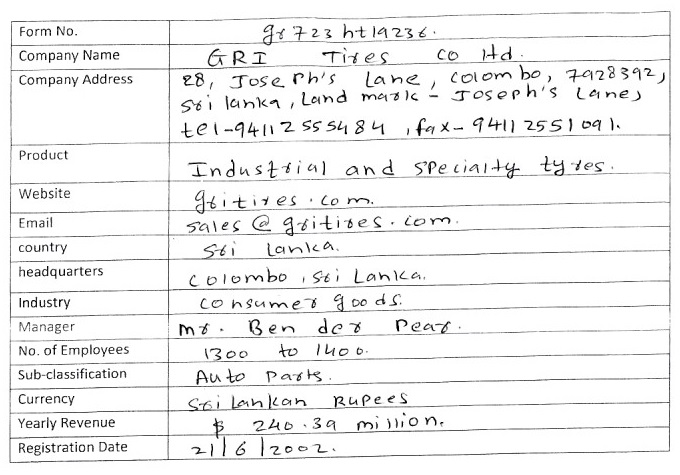 Form No. gr723ht19236.
Company Name GRI Tires co ltd.
Company Address 28, Joseph's Lane, colombo, 7928392,
sri lanka, Land mark - Joseph's Lane,
tel-94112555484, fax-94112551091.
Product Industrial and specialty tyres.
Website gritires.com.
Email sales@gritires.com.
country Sri Lanka.
headquarters colombo, Sri Lanka.
Industry consumer goods.
Manager mr. Ben der Pear.
No. of Employees 1300 to 1400.
Sub-classification Auto Parts.
Currency Sri Lankan Rupees
Yearly Revenue $ 240.39 million.
Registration Date 21/6/2002.